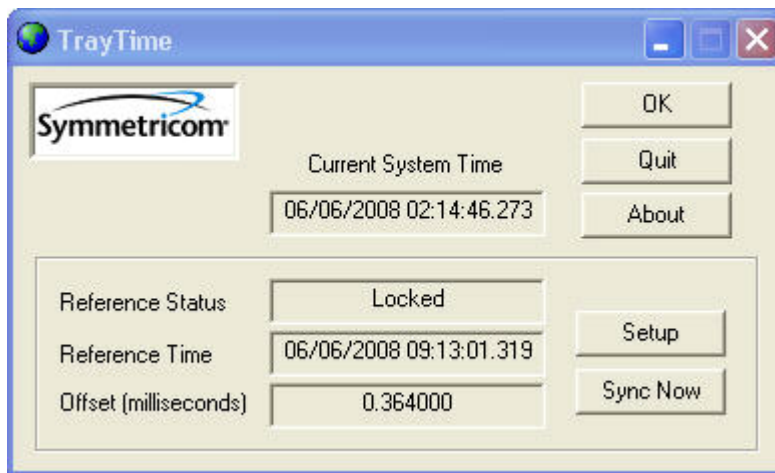 TrayTime
Symmetricom
OK
Current System Time
Quit
06/06/2008 02:14:46.273
About
Reference Status
Locked
Reference Time
06/06/2008 09:13:01.319
Setup
Offset (milliseconds)
0.364000
Sync Now